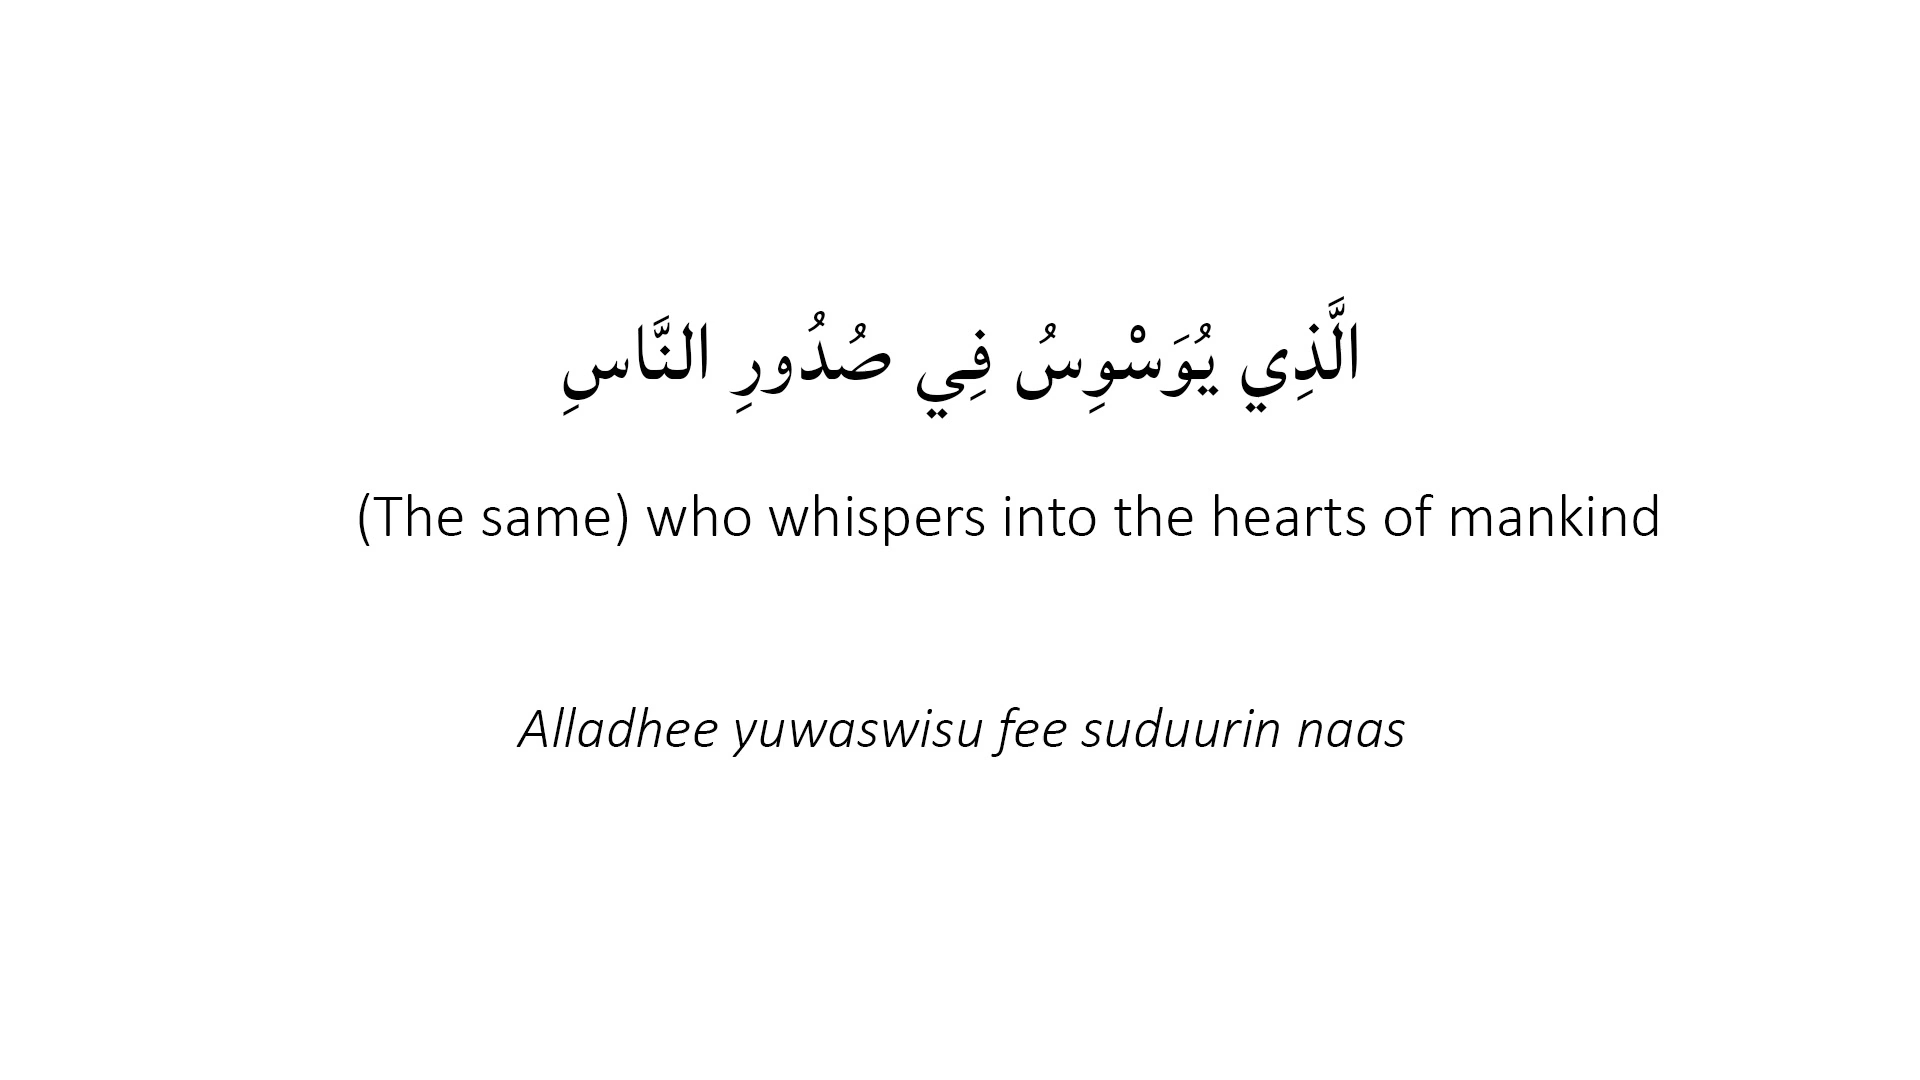 الَّذِي يُوَسْوِسُ فِي صُدُورِ النَّاسِ
(The same) who whispers into the hearts of mankind
Alladhee yuwaswisu fee suduurin naas